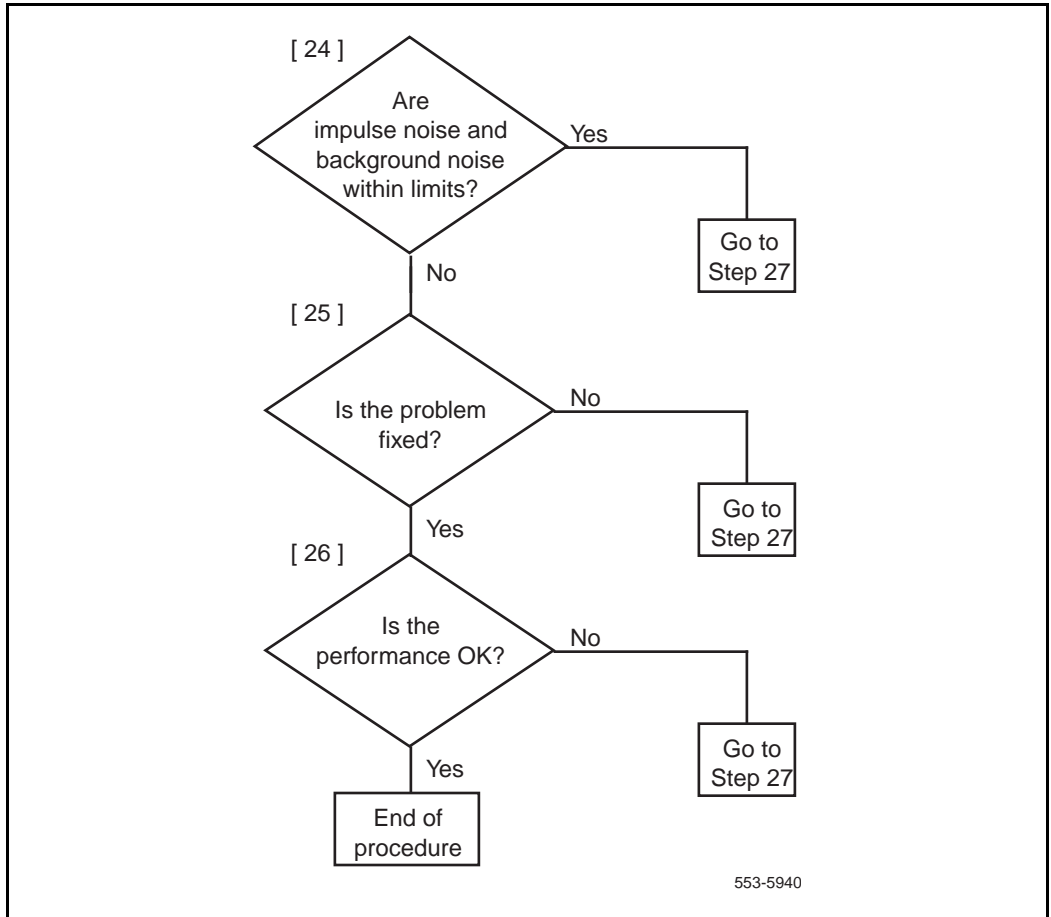 [ 24 ]
Are
impulse noise and
background noise
within limits?
Yes
Go to
Step 27
No
[ 25 ]
Is the problem
fixed?
No
Go to
Step 27
Yes
[ 26 ]
Is the
performance OK?
No
Go to
Step 27
Yes
End of
procedure
553-5940